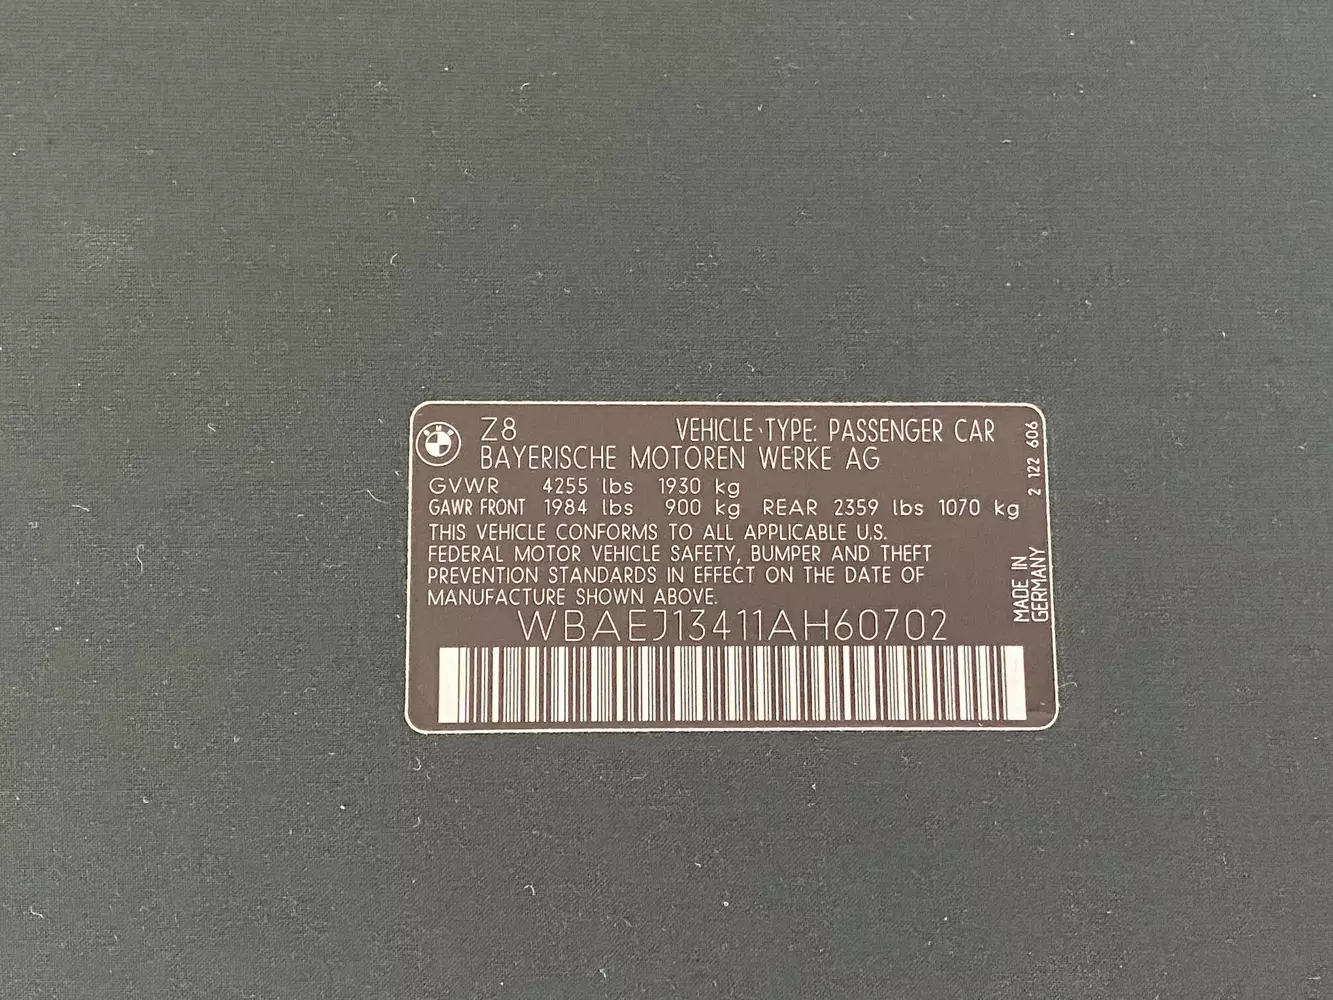 BMW
Z8 VEHICLE TYPE: PASSENGER CAR
BAYERISCHE MOTOREN WERKE AG
GVWR 4255 lbs 1930 kg
GAWR FRONT 1984 lbs 900 kg REAR 2359 lbs 1070 kg
THIS VEHICLE CONFORMS TO ALL APPLICABLE U.S.
FEDERAL MOTOR VEHICLE SAFETY, BUMPER AND THEFT
PREVENTION STANDARDS IN EFFECT ON THE DATE OF
MANUFACTURE SHOWN ABOVE.
WBAEJ13411AH60702
2 122 606
MADE IN
GERMANY